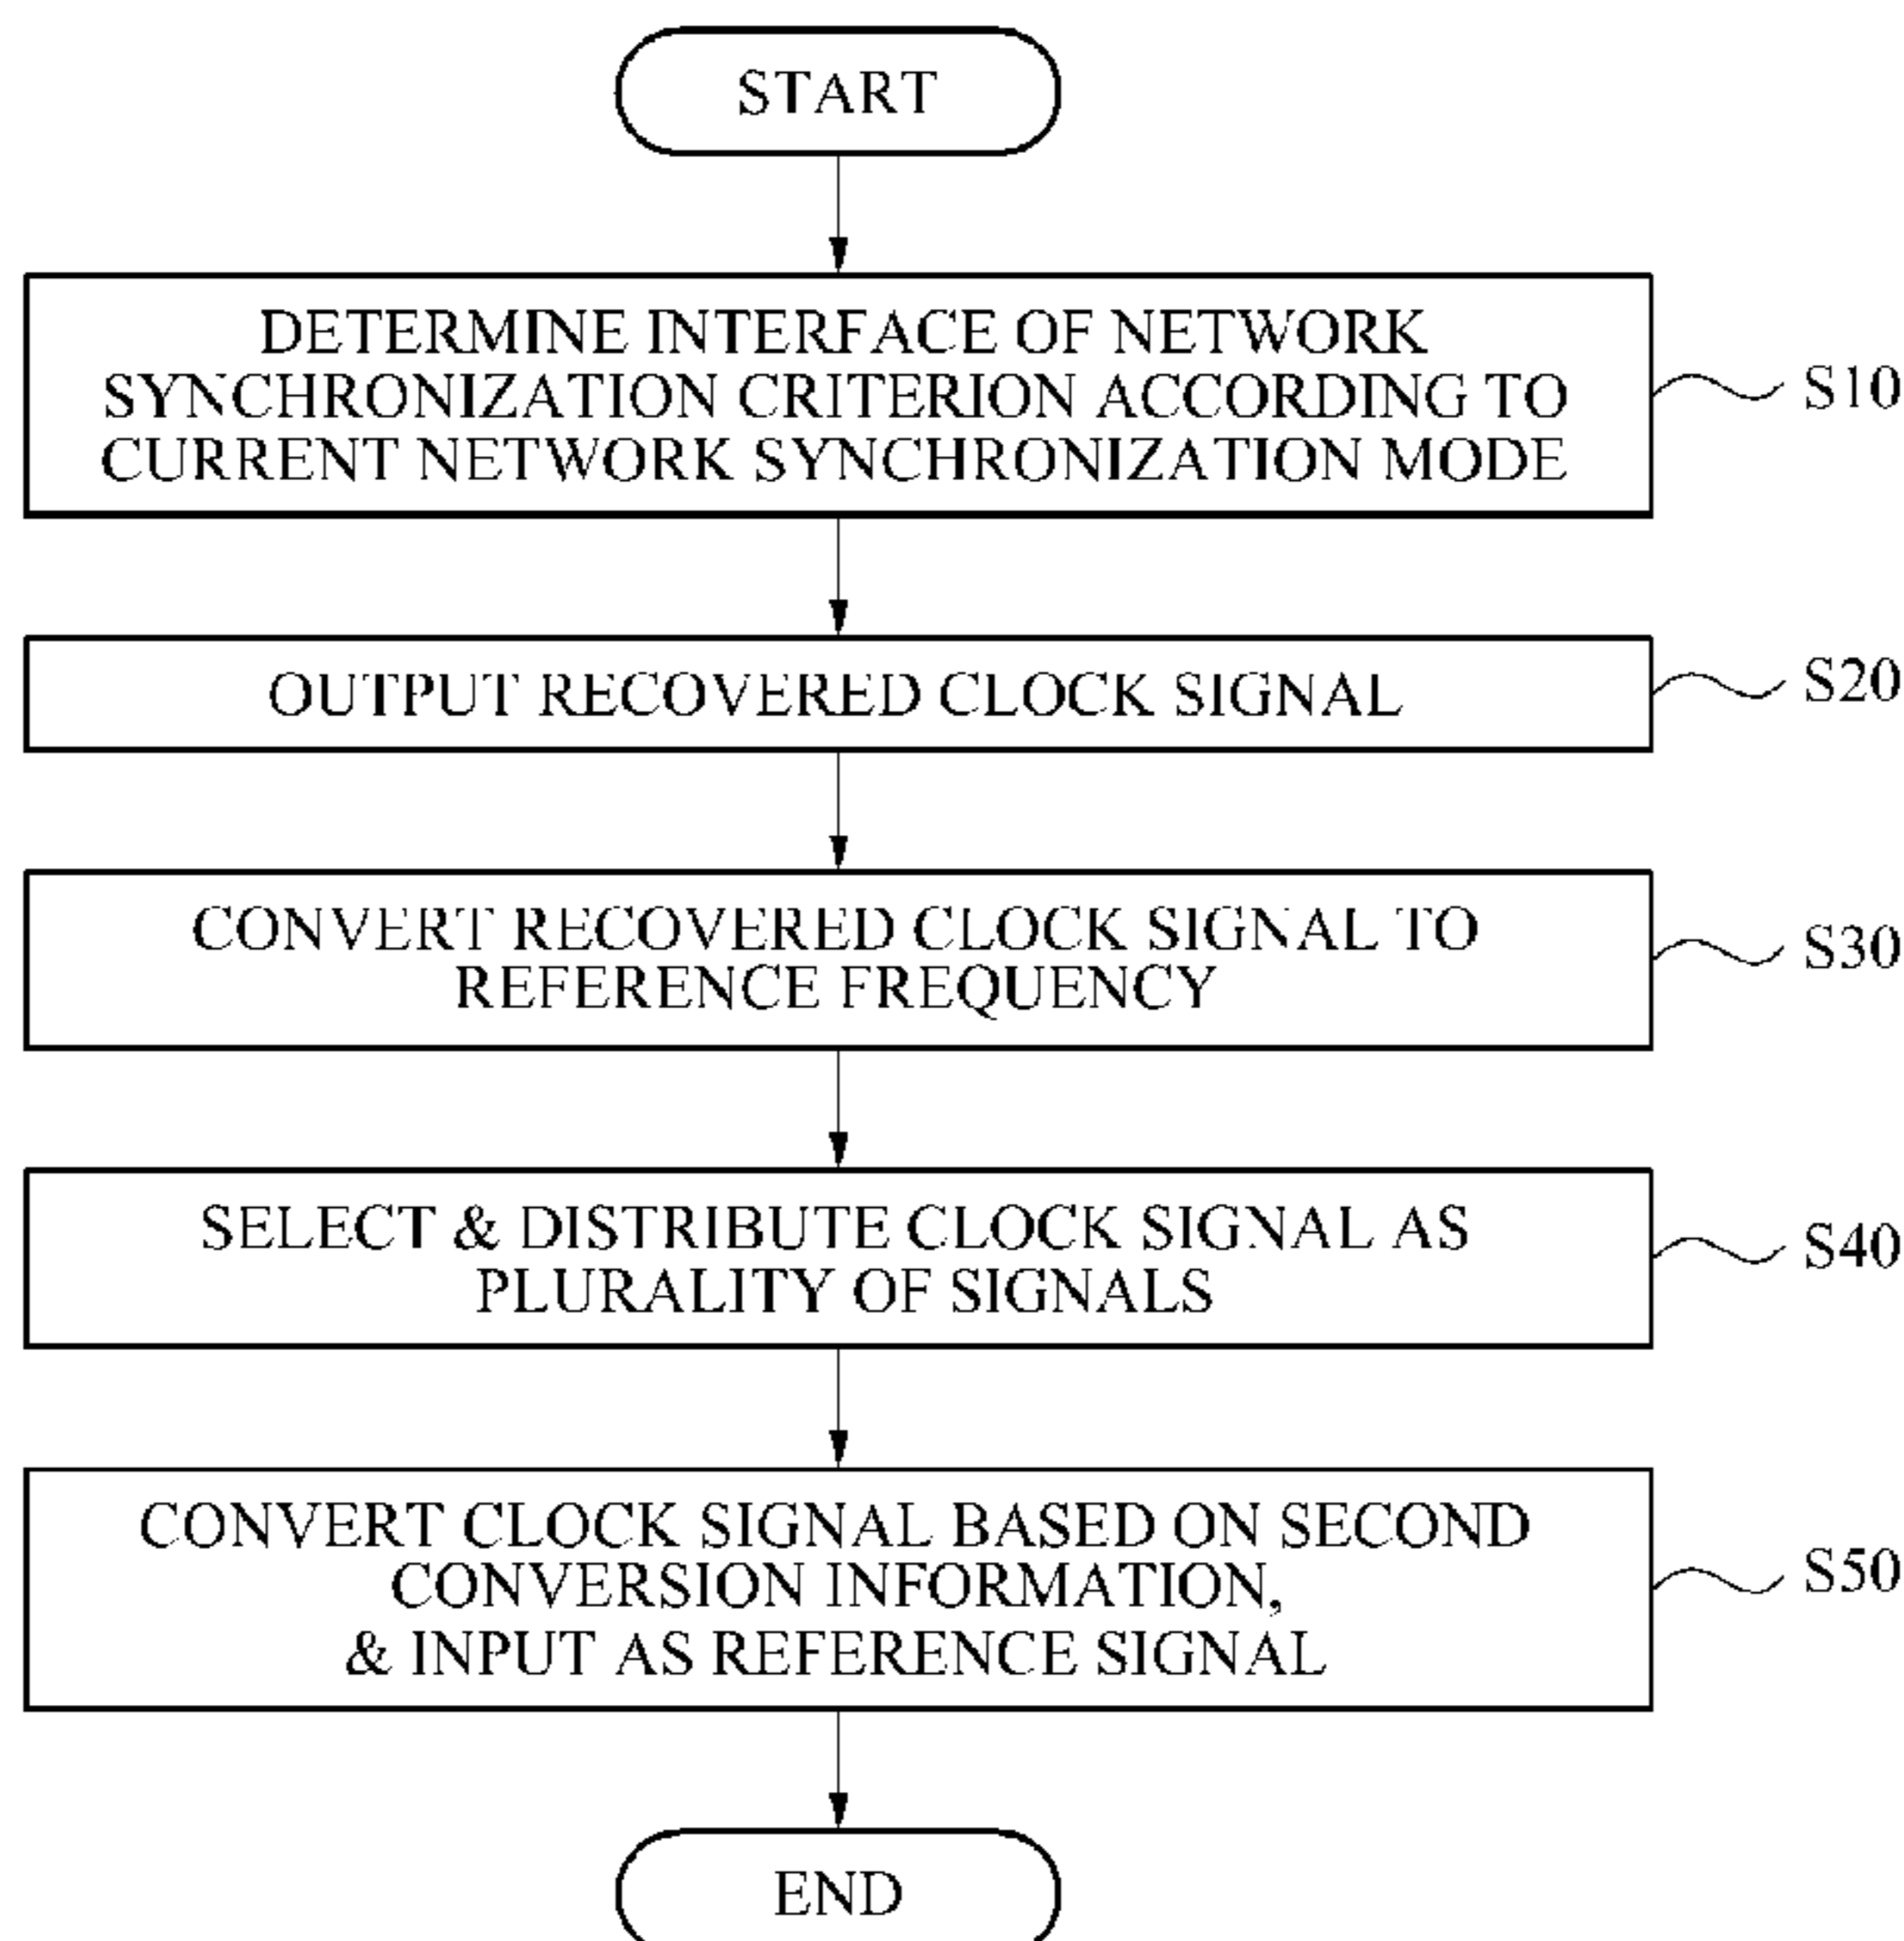 START
DETERMINE INTERFACE OF NETWORK
SYNCHRONIZATION CRITERION ACCORDING TO
CURRENT NETWORK SYNCHRONIZATION MODE
S10
OUTPUT RECOVERED CLOCK SIGNAL
S20
CONVERT RECOVERED CLOCK SIGNAL TO
REFERENCE FREQUENCY
S30
SELECT & DISTRIBUTE CLOCK SIGNAL AS
PLURALITY OF SIGNALS
S40
CONVERT CLOCK SIGNAL BASED ON SECOND
CONVERSION INFORMATION,
& INPUT AS REFERENCE SIGNAL
S50
END